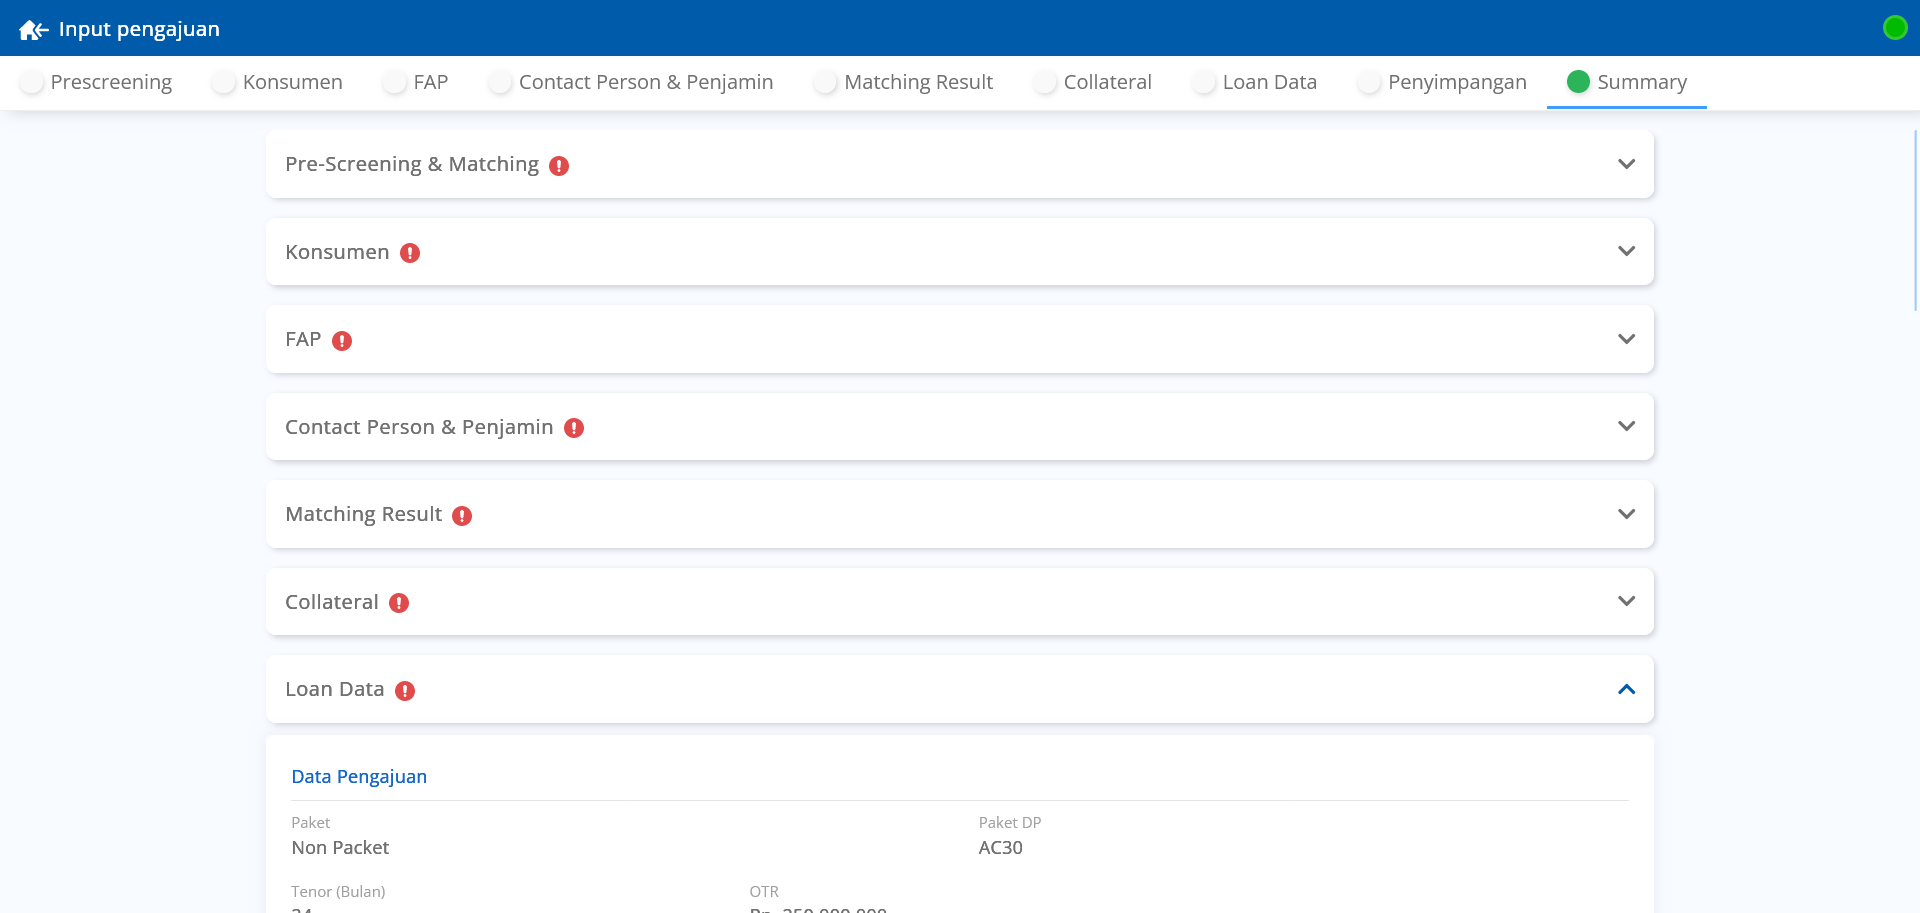 Input pengajuan
Prescreening Konsumen FAP Contact Person & Penjamin Matching Result Collateral Loan Data Penyimpangan Summary
Pre-Screening & Matching
Konsumen
FAP
Contact Person & Penjamin
Matching Result
Collateral
Loan Data
Data Pengajuan
Paket Paket DP
Non Packet AC30
Tenor (Bulan) OTR